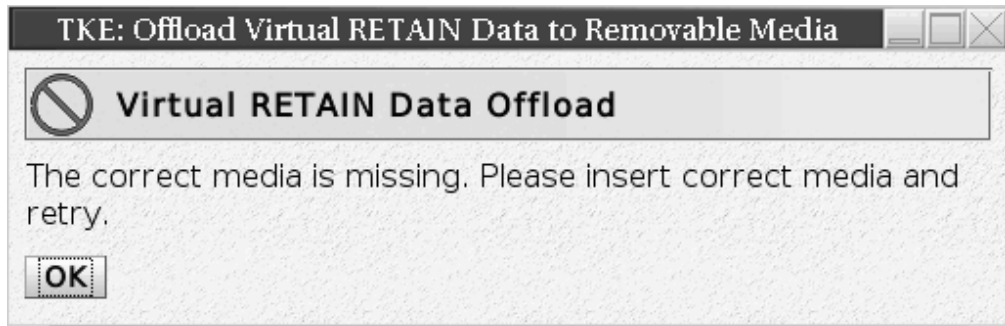 TKE: Offload Virtual RETAIN Data to Removable Media
Virtual RETAIN Data Offload
The correct media is missing. Please insert correct media and
retry.
OK